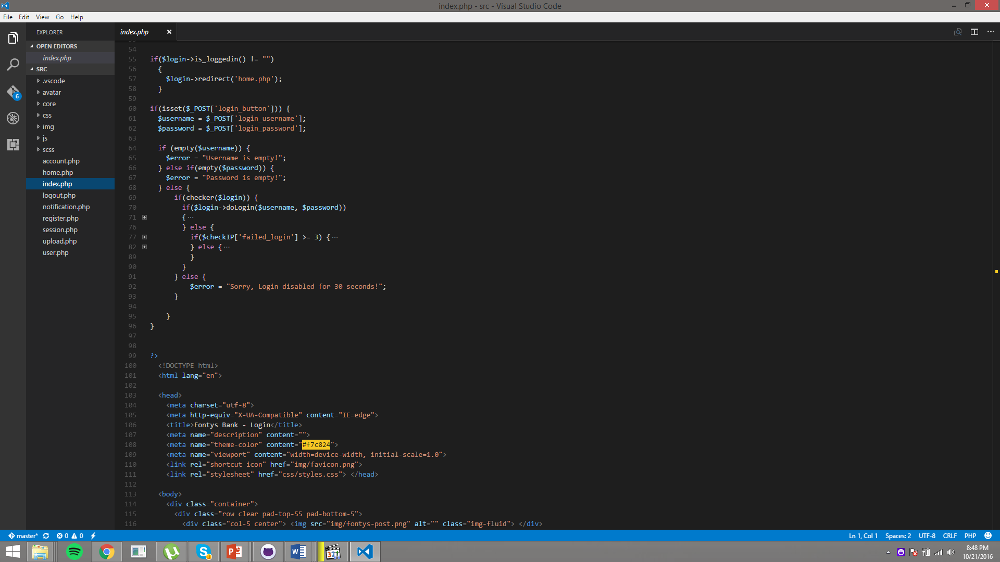 index.php - src - Visual Studio Code
File Edit View Go Help
EXPLORER
OPEN EDITORS
index.php
SRC
.vscode
avatar
core
css
img
js
scss
account.php
home.php
index.php
logout.php
notification.php
register.php
session.php
upload.php
user.php
6
index.php
54
55 if($login->is_loggedin() != "")
56 {
57 $login->redirect('home.php');
58 }
59
60 if(isset($_POST['login_button'])) {
61 $username = $_POST['login_username'];
62 $password = $_POST['login_password'];
63
64 if (empty($username)) {
65 $error = "Username is empty!";
66 } else if(empty($password)) {
67 $error = "Password is empty!";
68 } else {
69 if(checker($login)) {
70 if($login->doLogin($username, $password))
71 {···
76 } else {
77 if($checkIP['failed_login'] >= 3) {···
82 } else {···
89 }
90 }
91 } else {
92 $error = "Sorry, Login disabled for 30 seconds!";
93 }
94
95 }
96 }
97
98
99 ?>
100 <!DOCTYPE html>
101 <html lang="en">
102
103 <head>
104 <meta charset="utf-8">
105 <meta http-equiv="X-UA-Compatible" content="IE=edge">
106 <title>Fontys Bank - Login</title>
107 <meta name="description" content="">
108 <meta name="theme-color" content="#f7c824">
109 <meta name="viewport" content="width=device-width, initial-scale=1.0">
110 <link rel="shortcut icon" href="img/favicon.png">
111 <link rel="stylesheet" href="css/styles.css"> </head>
112
113 <body>
114 <div class="container">
115 <div class="row clear pad-top-55 pad-bottom-5">
116 <div class="col-5 center"> <img src="img/fontys-post.png" alt="" class="img-fluid"> </div>
master* 0 0 Ln 1, Col 1 Spaces: 2 UTF-8 CRLF PHP
8:48 PM
10/21/2016